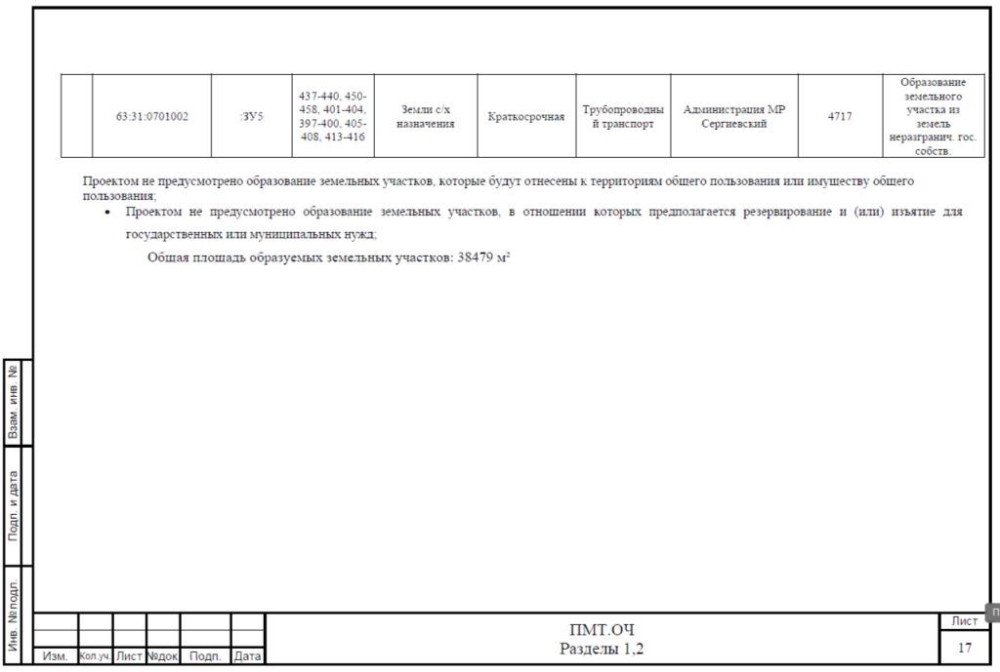 63:31:0701002
:ЗУ5
437-440, 450-
458, 401-404,
397-400, 405-
408, 413-416
Земли с/х
назначения
Краткосрочная
Трубопроводны
й транспорт
Администрация МР
Сергиевский
4717
Образование
земельного
участка из
земель
неразгранич. гос.
собств.
Проектом не предусмотрено образование земельных участков, которые будут отнесены к территориям общего пользования или имуществу общего
пользования;
• Проектом не предусмотрено образование земельных участков, в отношении которых предполагается резервирование и (или) изъятие для
государственных или муниципальных нужд;
Общая площадь образуемых земельных участков: 38479 м²
Взам. инв №
Подп. и дата
Инв. №подл.
Изм. Кол.уч. Лист №док Подп. Дата
ПМТ.ОЧ
Разделы 1,2
Лист
17